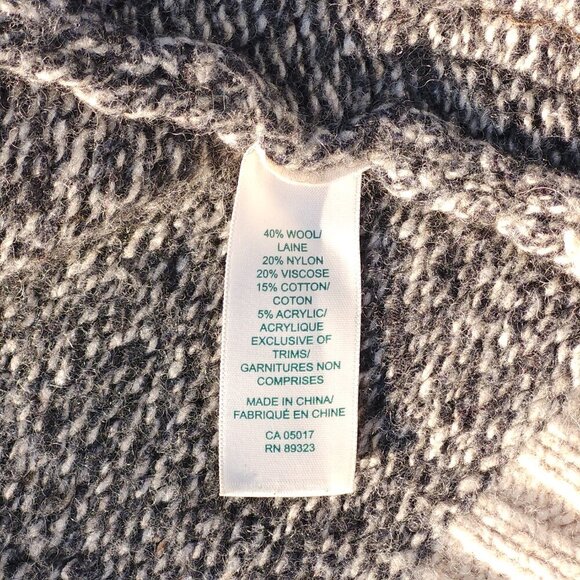 40% WOOL/
LAINE
20% NYLON
20% VISCOSE
15% COTTON/
COTON
5% ACRYLIC/
ACRYLIQUE
EXCLUSIVE OF
TRIMS/
GARNITURES NON
COMPRISES
MADE IN CHINA/
FABRIQUÉ EN CHINE
CA 05017
RN 89323